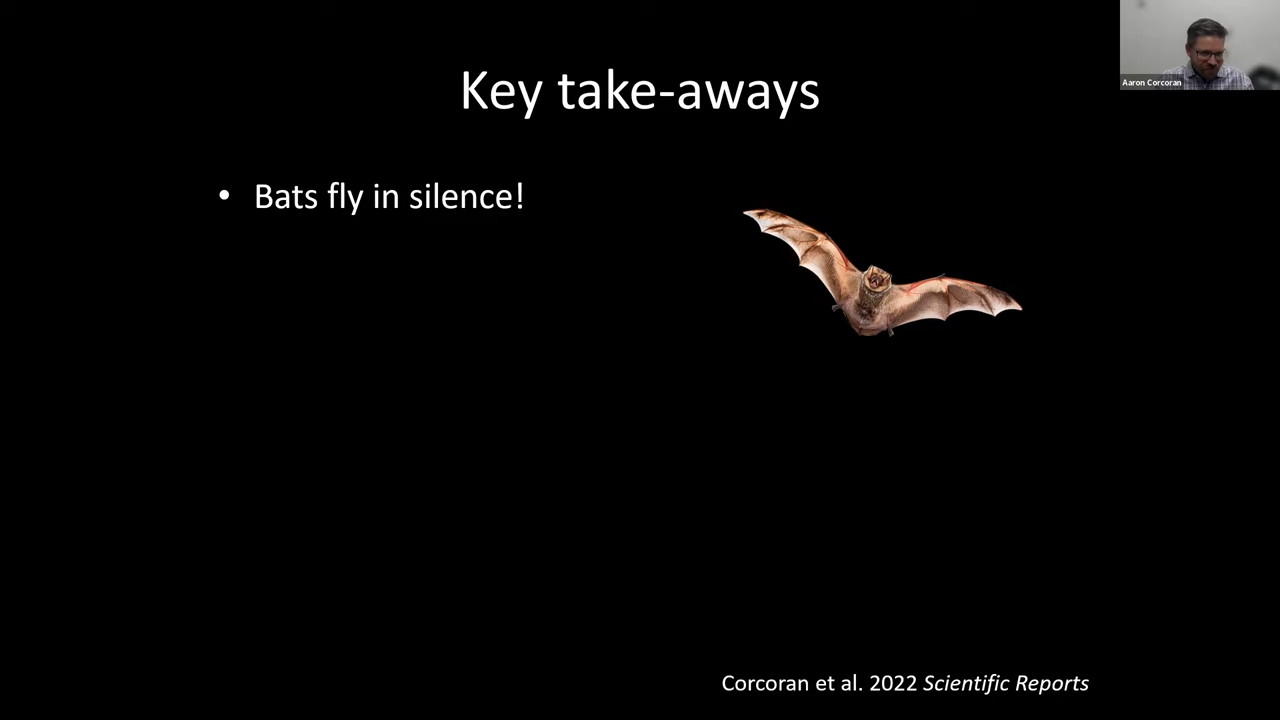 Aaron Corcoran
Key take-aways
• Bats fly in silence!
Corcoran et al. 2022 Scientific Reports